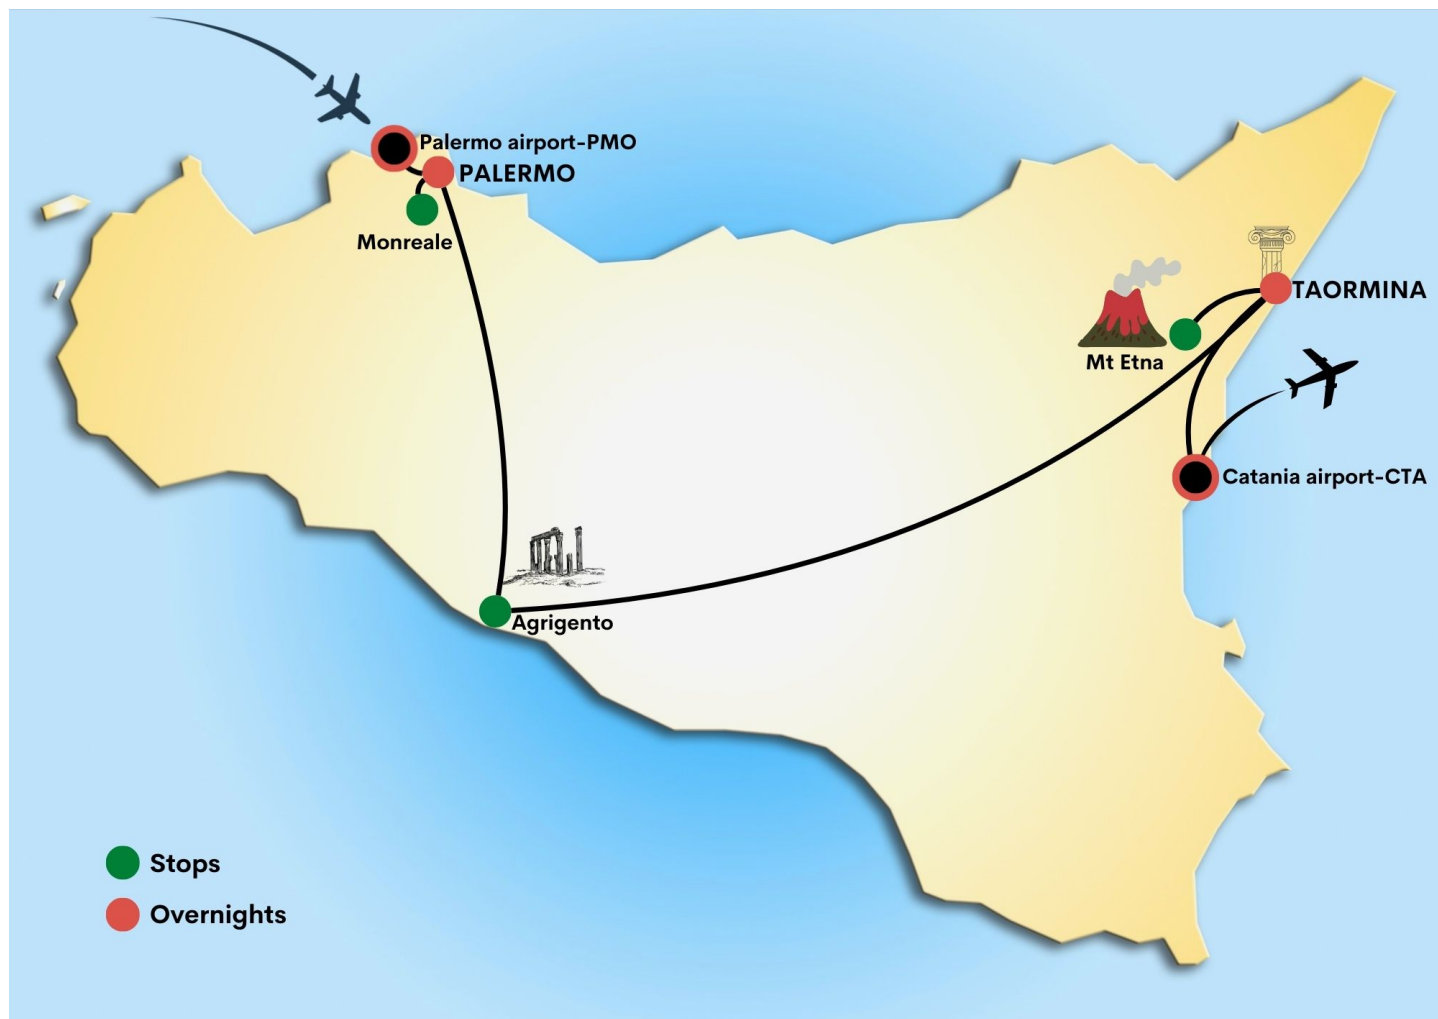 Palermo airport-PMO
PALERMO
Monreale
TAORMINA
Mt Etna
Catania airport-CTA
Agrigento
Stops
Overnights